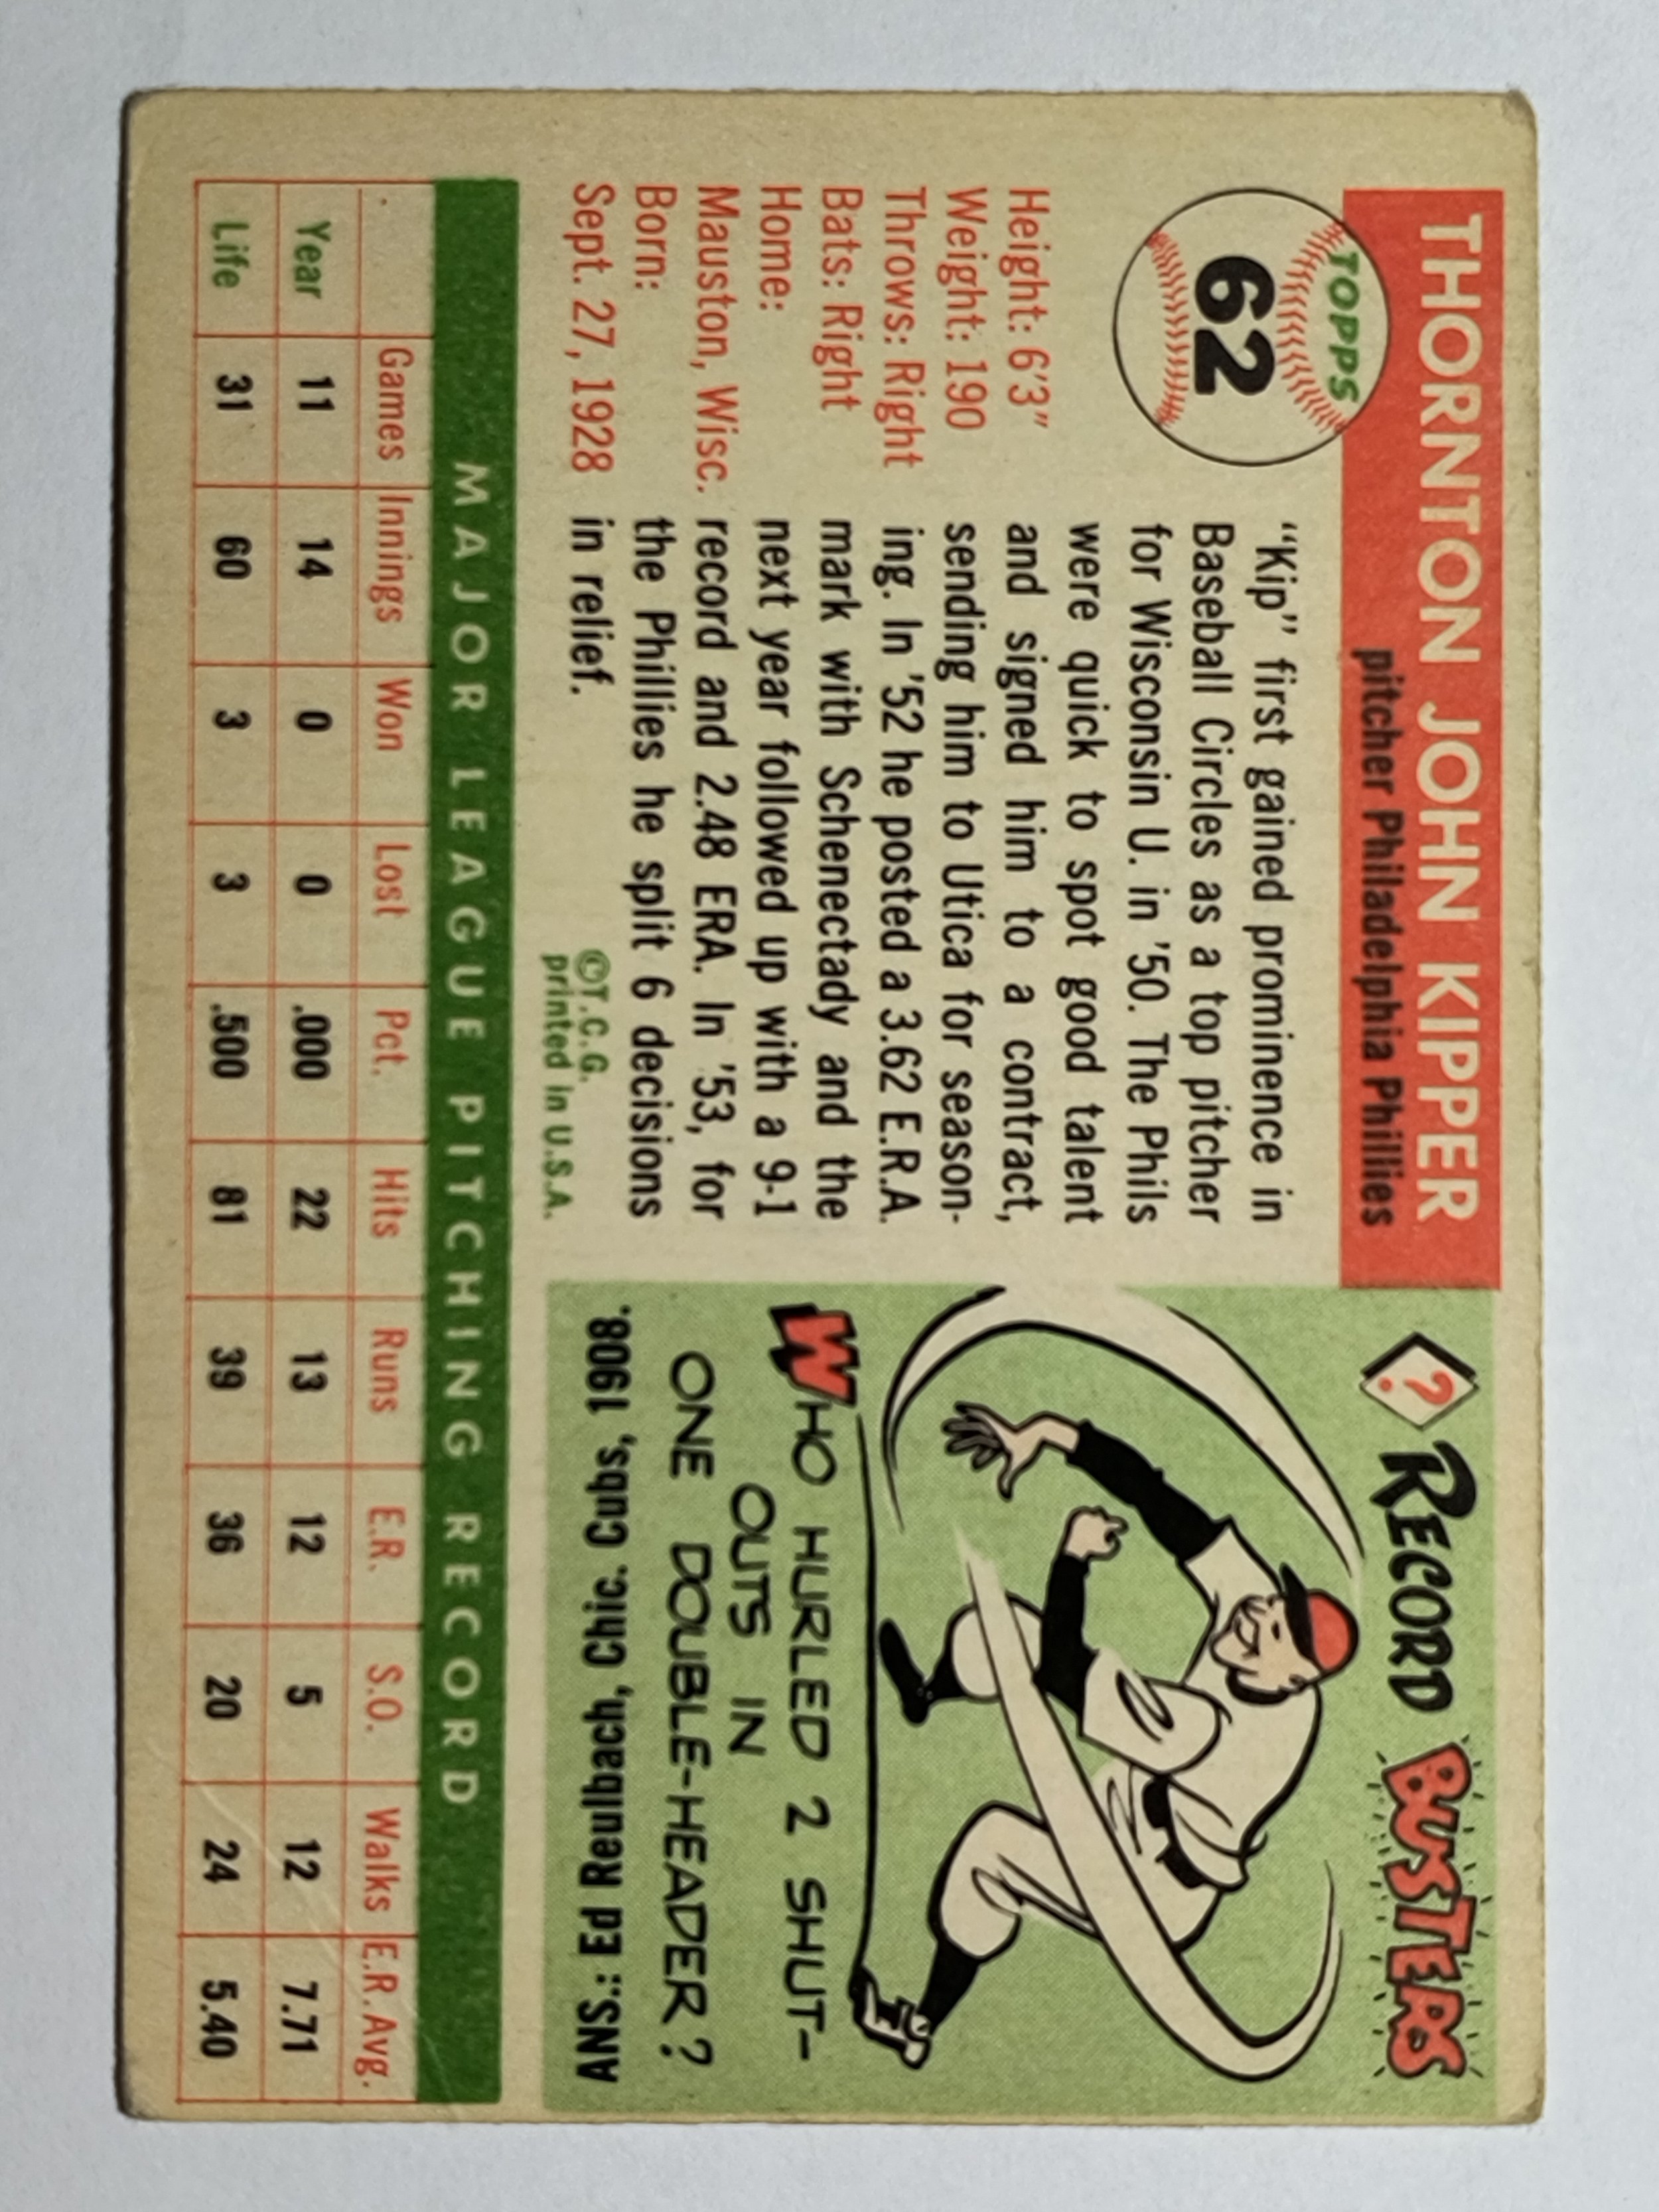 THORNTON JOHN KIPPER
pitcher Philadelphia Phillies
TOPPS
62
Height: 6'3"
Weight: 190
Throws: Right
Bats: Right
Home:
Mauston, Wisc.
Born:
Sept. 27, 1928
"Kip" first gained prominence in
Baseball Circles as a top pitcher
for Wisconsin U. in '50. The Phils
were quick to spot good talent
and signed him to a contract,
sending him to Utica for season-
ing. In '52 he posted a 3.62 E.R.A.
mark with Schenectady and the
next year followed up with a 9-1
record and 2.48 ERA. In '53, for
the Phillies he split 6 decisions
in relief.
©T.C.G.
printed in U.S.A.
? RECORD BUSTERS
WHO HURLED 2 SHUT-
OUTS IN
ONE DOUBLE-HEADER?
ANS.: Ed Reulbach, Chic. Cubs, 1908.
MAJOR LEAGUE PITCHING RECORD
Games Innings Won Lost Pct. Hits Runs E.R. S.O. Walks E.R. Avg.
Year 11 14 0 0 .000 22 13 12 5 12 7.71
Life 31 60 3 3 .500 81 39 36 20 24 5.40